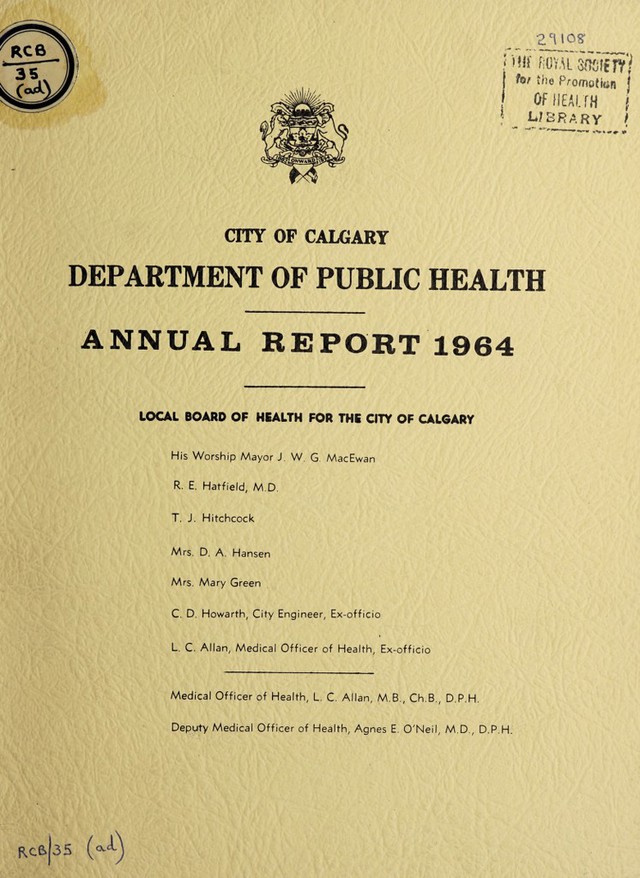 RCB
35
(ad)
29108
THE ROYAL SOCIETY
for the Promotion
OF HEALTH
LIBRARY
ONWARD
CITY OF CALGARY
DEPARTMENT OF PUBLIC HEALTH
ANNUAL REPORT 1964
LOCAL BOARD OF HEALTH FOR THE CITY OF CALGARY
His Worship Mayor J. W. G. MacEwan
R. E. Hatfield, M.D.
T. J. Hitchcock
Mrs. D. A. Hansen
Mrs. Mary Green
C. D. Howarth, City Engineer, Ex-officio
L. C. Allan, Medical Officer of Health, Ex-officio
Medical Officer of Health, L. C. Allan, M.B., Ch.B., D.P.H.
Deputy Medical Officer of Health, Agnes E. O'Neil, M.D., D.P.H.
RCB/35 (ad)